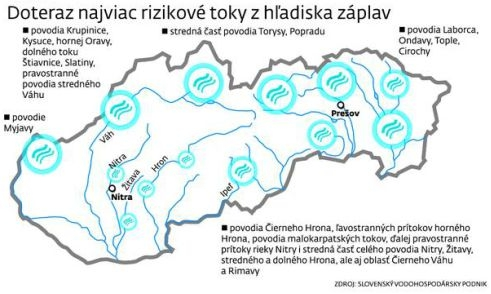 Doteraz najviac rizikové toky z hľadiska záplav
■ povodia Krupinice,
Kysuce, hornej Oravy,
dolného toku
Štiavnice, Slatiny,
pravostranné
povodia stredného
Váhu
■ stredná časť povodia Torysy, Popradu
■ povodia Laborca,
Ondavy, Tople,
Cirochy
■ povodie
Myjavy
Prešov
Váh
Nitra
Žitava
Hron
Nitra
Ipeľ
■ povodia Čierneho Hrona, ľavostranných prítokov horného
Hrona, povodia malokarpatských tokov, ďalej pravostranné
prítoky rieky Nitry i stredná časť celého povodia Nitry, Žitavy,
stredného a dolného Hrona, ale aj oblasť Čierneho Váhu
a Rimavy
ZDROJ: SLOVENSKÝ VODOHOSPODÁRSKY PODNIK